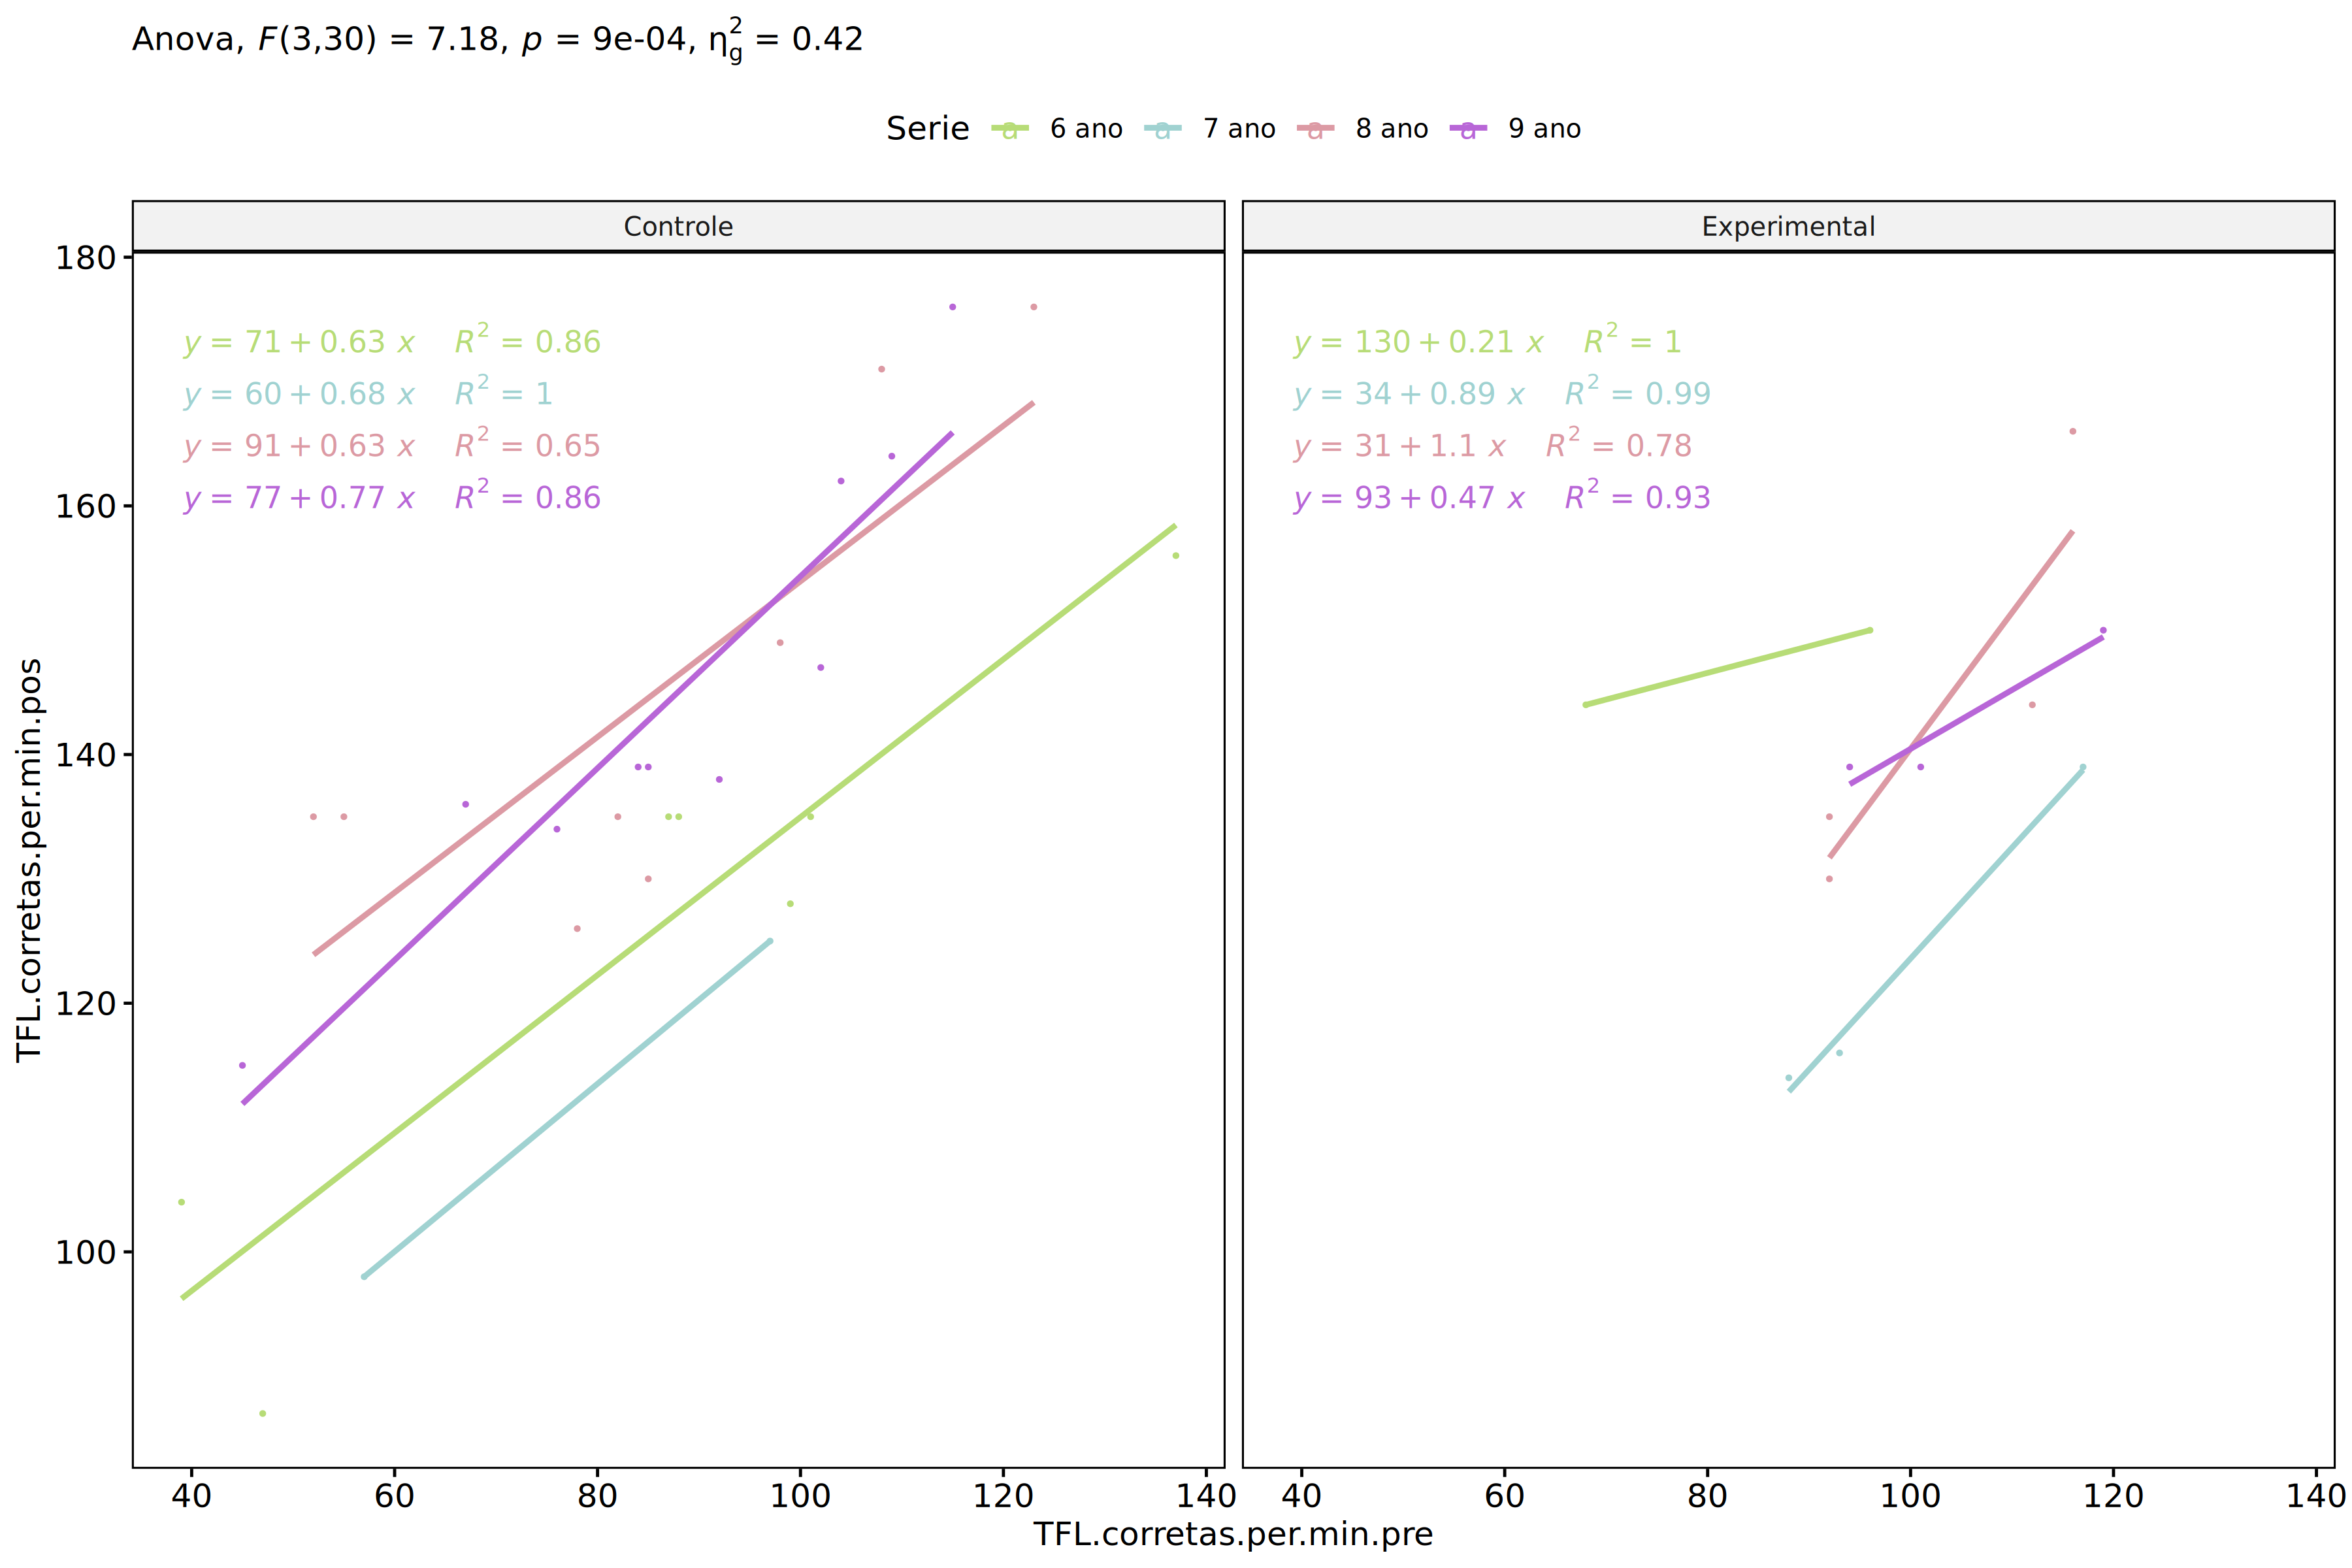 Anova, F(3,30) = 7.18, p = 9e-04, η²g = 0.42
Serie a 6 ano a 7 ano a 8 ano a 9 ano
Controle
Experimental
y = 71 + 0.63 x R² = 0.86
y = 60 + 0.68 x R² = 1
y = 91 + 0.63 x R² = 0.65
y = 77 + 0.77 x R² = 0.86
y = 130 + 0.21 x R² = 1
y = 34 + 0.89 x R² = 0.99
y = 31 + 1.1 x R² = 0.78
y = 93 + 0.47 x R² = 0.93
180
160
140
120
100
TFL.corretas.per.min.pos
40 60 80 100 120 140
40 60 80 100 120 140
TFL.corretas.per.min.pre